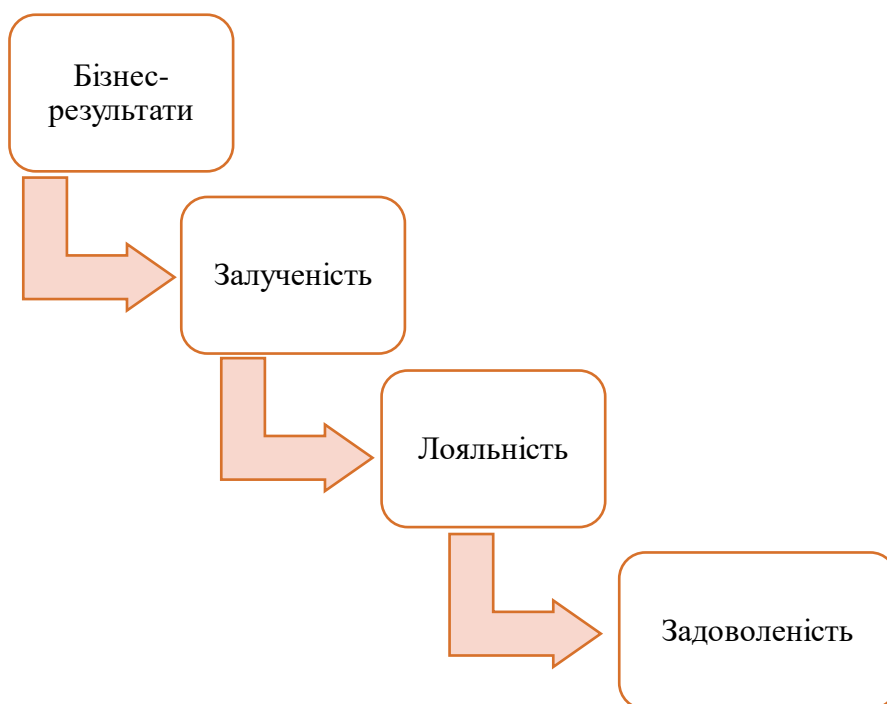 Бізнес-
результати
Залученість
Лояльність
Задоволеність